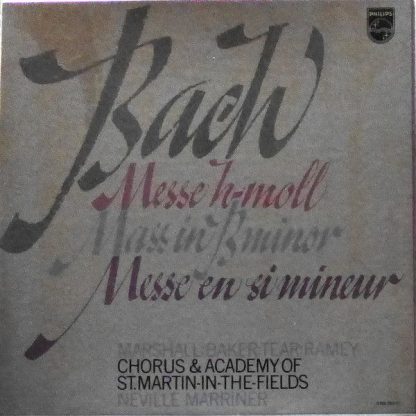 PHILIPS
Bach
Messe h-moll
Mass in B minor
Messe en si mineur
MARSHALL·BAKER·TEAR·RAMEY
CHORUS & ACADEMY OF
ST. MARTIN-IN-THE-FIELDS
NEVILLE MARRINER